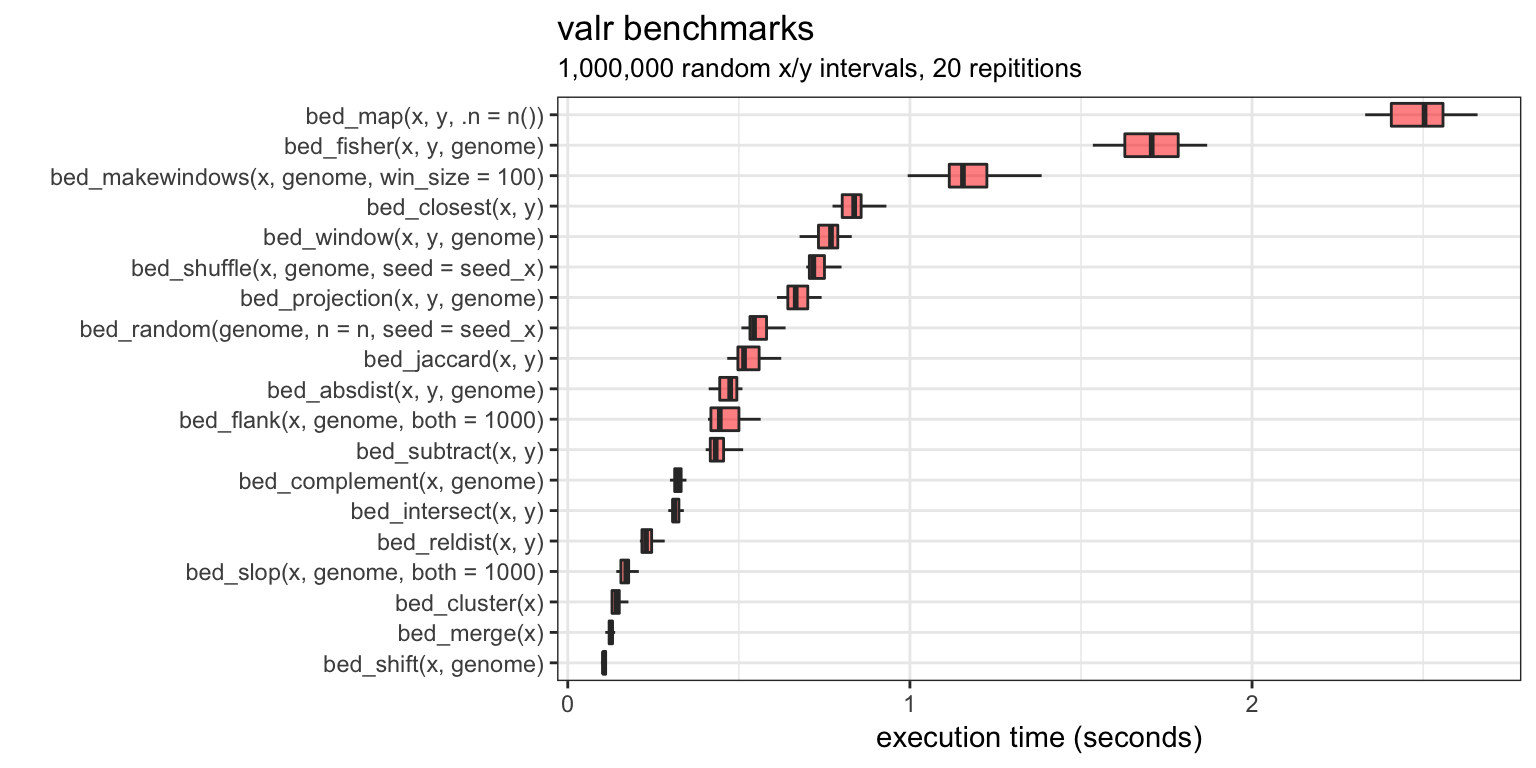 valr benchmarks
1,000,000 random x/y intervals, 20 repititions
bed_map(x, y, .n = n())
bed_fisher(x, y, genome)
bed_makewindows(x, genome, win_size = 100)
bed_closest(x, y)
bed_window(x, y, genome)
bed_shuffle(x, genome, seed = seed_x)
bed_projection(x, y, genome)
bed_random(genome, n = n, seed = seed_x)
bed_jaccard(x, y)
bed_absdist(x, y, genome)
bed_flank(x, genome, both = 1000)
bed_subtract(x, y)
bed_complement(x, genome)
bed_intersect(x, y)
bed_reldist(x, y)
bed_slop(x, genome, both = 1000)
bed_cluster(x)
bed_merge(x)
bed_shift(x, genome)
0 1 2
execution time (seconds)